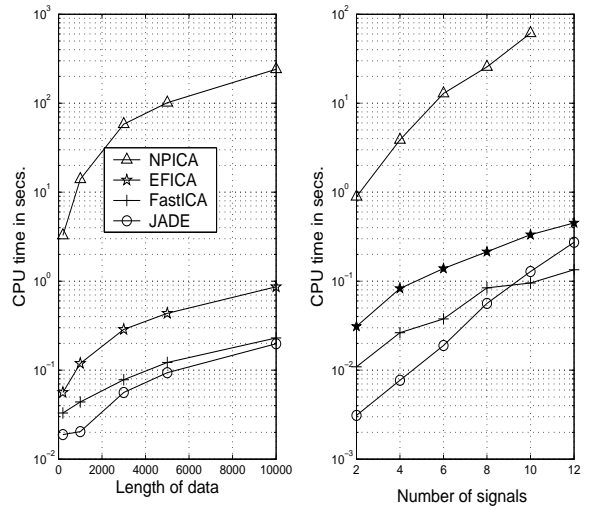 10^3
10^2
10^1
10^0
10^-1
10^-2
CPU time in secs.
NPICA
EFICA
FastICA
JADE
0 2000 4000 6000 8000 10000
Length of data
10^2
10^1
10^0
10^-1
10^-2
10^-3
CPU time in secs.
2 4 6 8 10 12
Number of signals